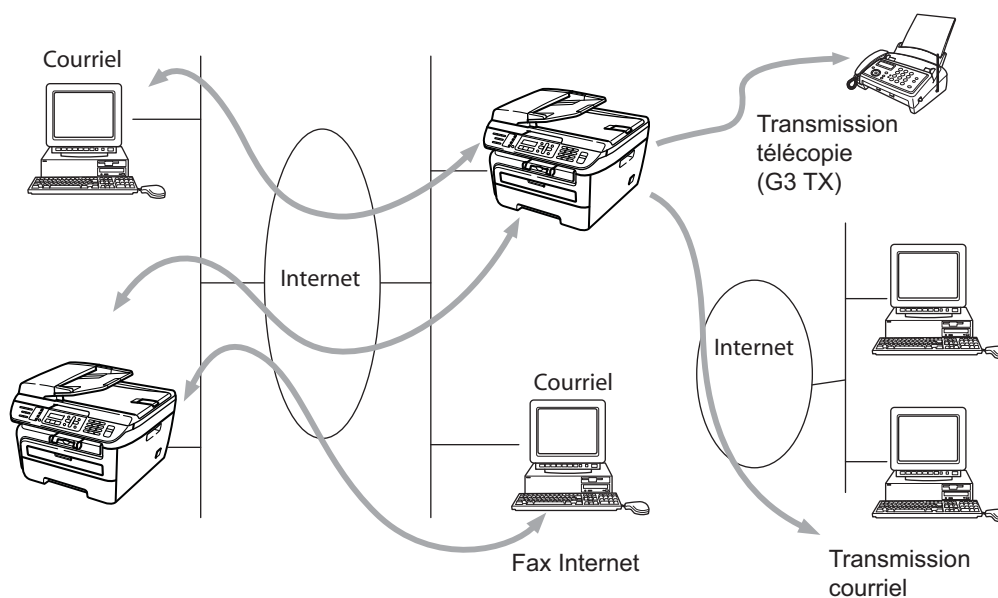 Courriel
Transmission
télécopie
(G3 TX)
Internet
Internet
Courriel
Fax Internet
Transmission
courriel